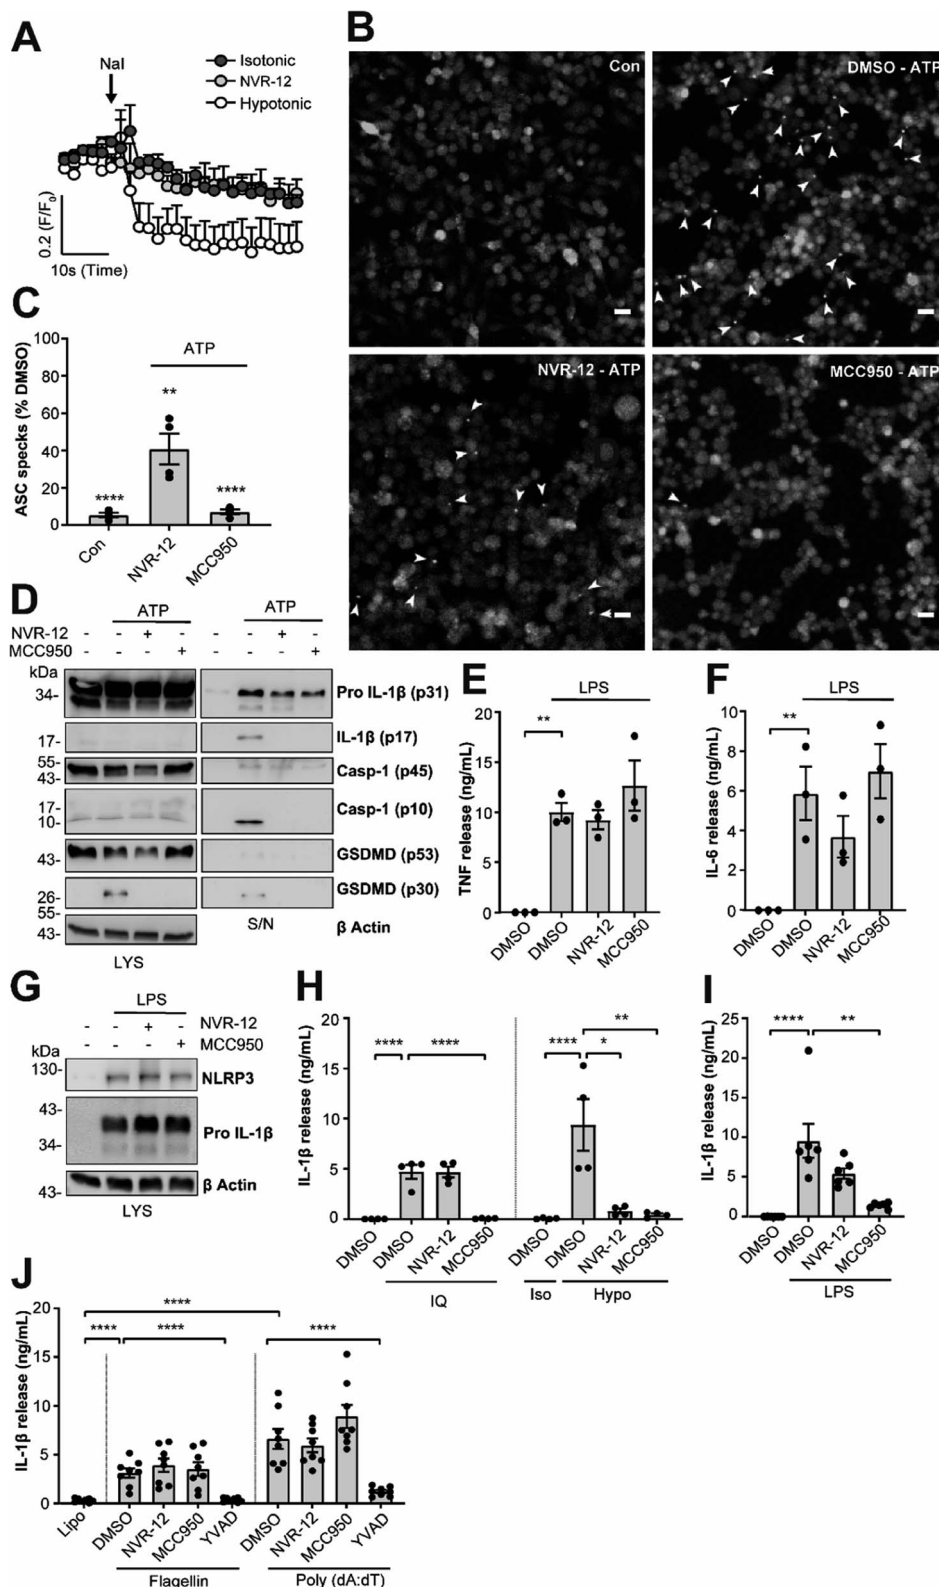 A
NaI
Isotonic
NVR-12
Hypotonic
0.2 (F/F₀)
10s (Time)
B
Con
DMSO - ATP
NVR-12 - ATP
MCC950 - ATP
C
ATP
ASC specks (% DMSO)
100
80
60
40
20
0
****
**
****
Con
NVR-12
MCC950
D
ATP
ATP
NVR-12 - - + - - - + -
MCC950 - - - + - - - +
kDa
34-
Pro IL-1β (p31)
17-
IL-1β (p17)
55-
43-
Casp-1 (p45)
17-
10-
Casp-1 (p10)
43-
GSDMD (p53)
26-
GSDMD (p30)
55-
43-
β Actin
S/N
LYS
E
LPS
TNF release (ng/mL)
20
15
10
5
0
**
DMSO
DMSO
NVR-12
MCC950
F
LPS
IL-6 release (ng/mL)
10
8
6
4
2
0
**
DMSO
DMSO
NVR-12
MCC950
G
LPS
- - + - NVR-12
- - - + MCC950
kDa
130-
NLRP3
43-
34-
Pro IL-1β
43-
β Actin
LYS
H
IL-1β release (ng/mL)
20
15
10
5
0
**** ****
**
**** *
DMSO
DMSO
NVR-12
MCC950
DMSO
DMSO
NVR-12
MCC950
IQ
Iso
Hypo
I
IL-1β release (ng/mL)
25
20
15
10
5
0
**** **
DMSO
DMSO
NVR-12
MCC950
LPS
J
IL-1β release (ng/mL)
20
15
10
5
0
****
**** **** ****
Lipo
DMSO
NVR-12
MCC950
YVAD
DMSO
NVR-12
MCC950
YVAD
Flagellin
Poly (dA:dT)